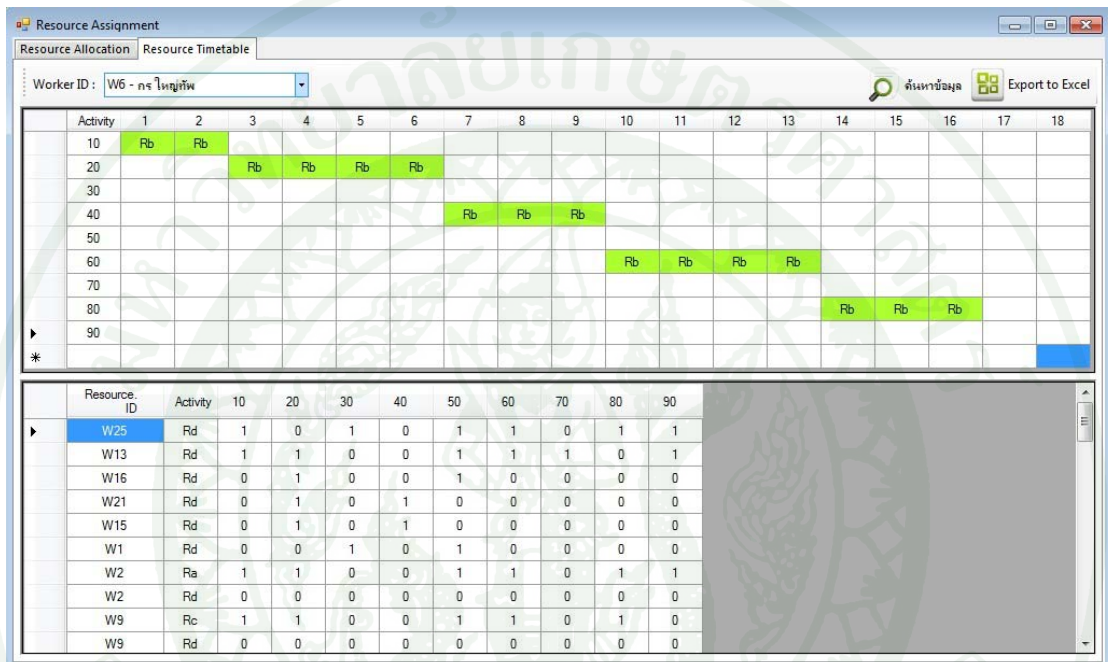 Resource Assignment
Resource Allocation Resource Timetable
Worker ID : W6 - กร ใหญ่ทัพ ค้นหาข้อมูล Export to Excel
Activity 1 2 3 4 5 6 7 8 9 10 11 12 13 14 15 16 17 18
10 Rb Rb
20 Rb Rb Rb Rb
30
40 Rb Rb Rb
50
60 Rb Rb Rb Rb
70
80 Rb Rb Rb
90
Resource. ID Activity 10 20 30 40 50 60 70 80 90
W25 Rd 1 0 1 0 1 1 0 1 1
W13 Rd 1 1 0 0 1 1 1 0 1
W16 Rd 0 1 0 0 1 0 0 0 0
W21 Rd 0 1 0 1 0 0 0 0 0
W15 Rd 0 1 0 1 0 0 0 0 0
W1 Rd 0 0 1 0 1 0 0 0 0
W2 Ra 1 1 0 0 1 1 0 1 1
W2 Rd 0 0 0 0 0 0 0 0 0
W9 Rc 1 1 0 0 1 1 0 1 0
W9 Rd 0 0 0 0 0 0 0 0 0